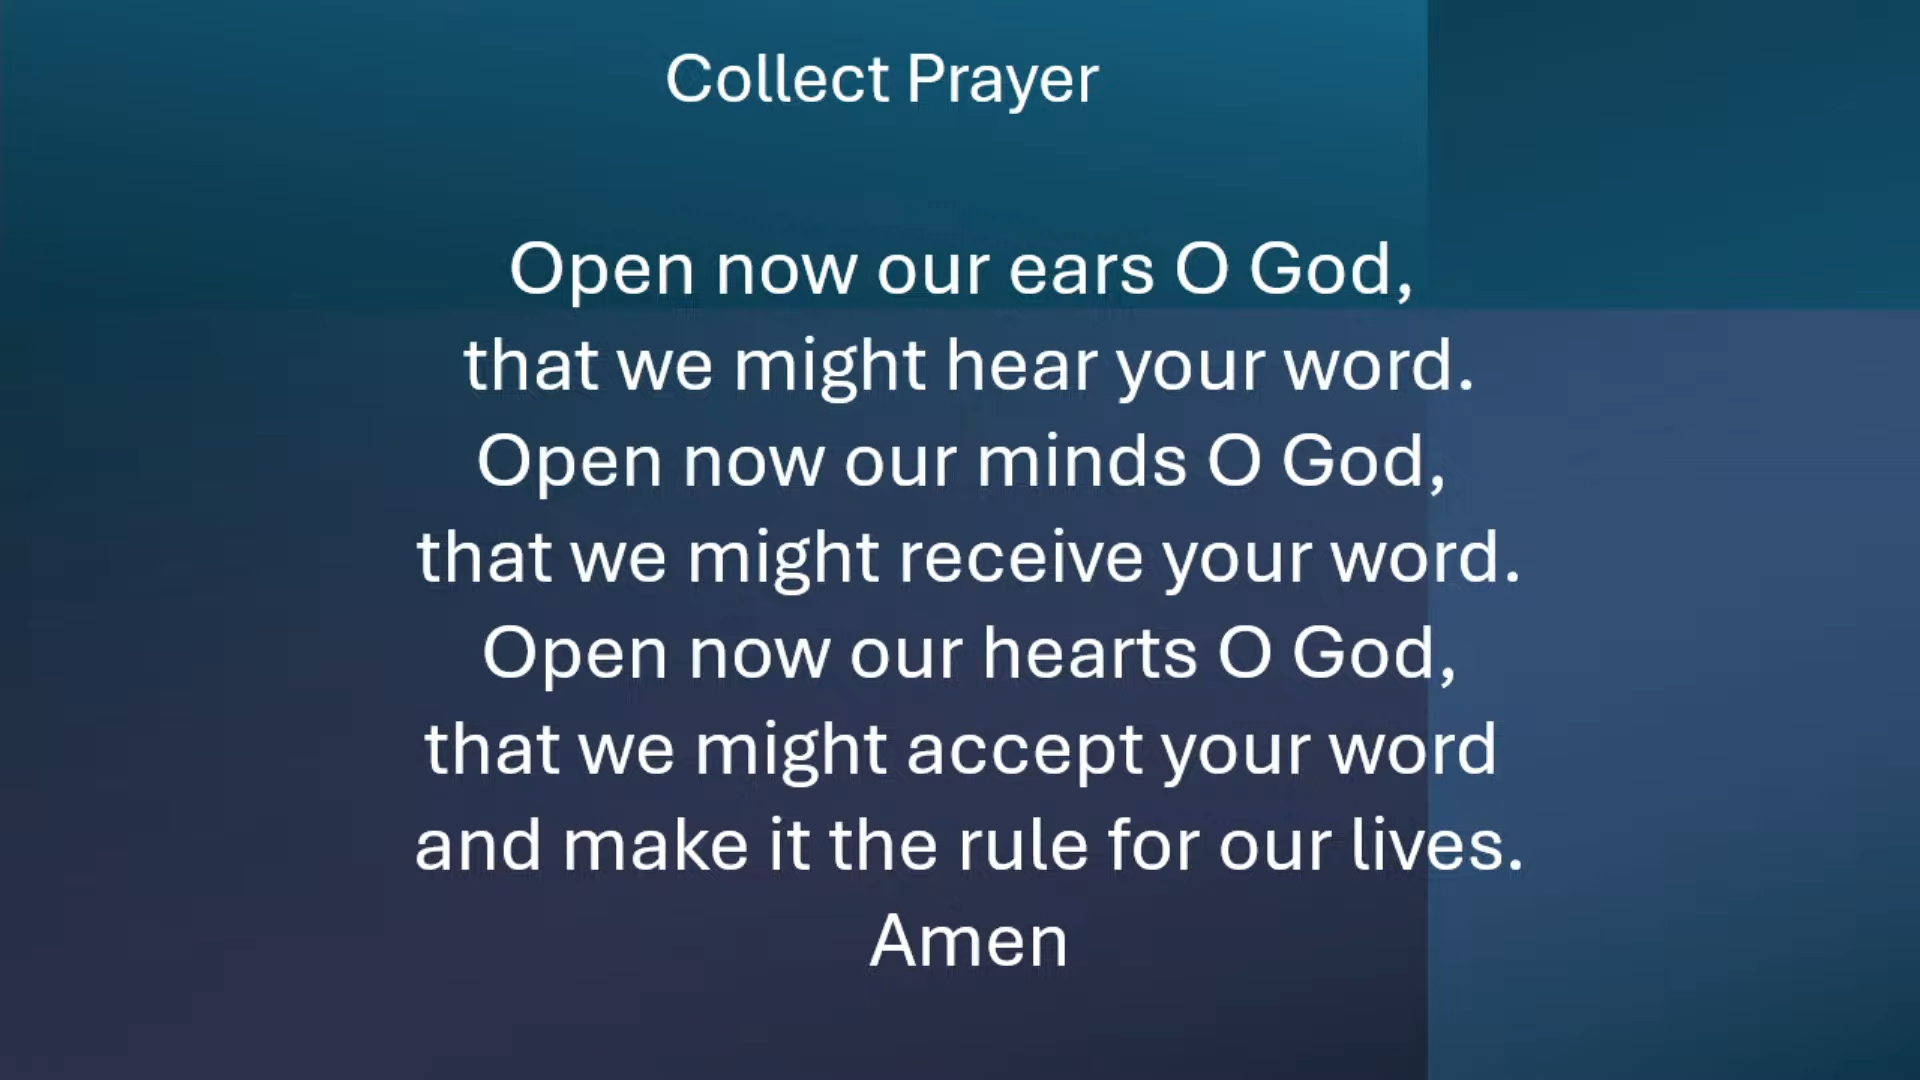 Collect Prayer
Open now our ears O God,
that we might hear your word.
Open now our minds O God,
that we might receive your word.
Open now our hearts O God,
that we might accept your word
and make it the rule for our lives.
Amen